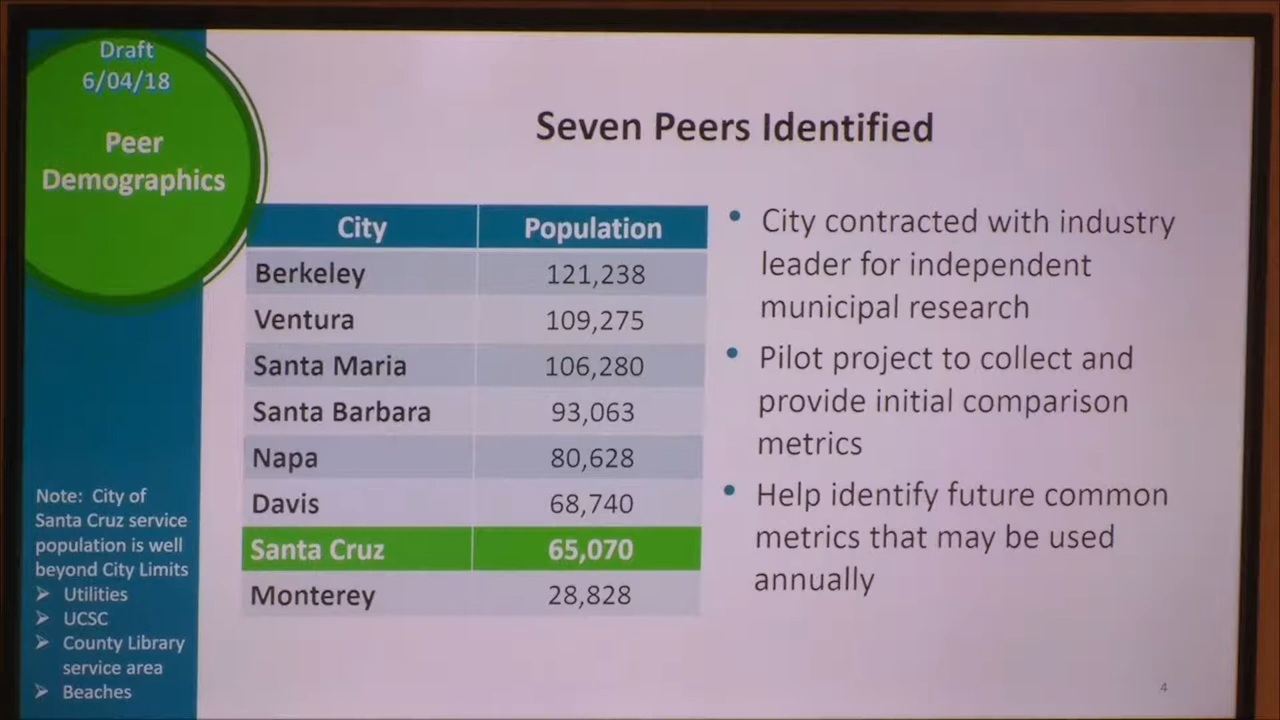 Draft
6/04/18
Peer
Demographics
Seven Peers Identified
City Population
Berkeley 121,238
Ventura 109,275
Santa Maria 106,280
Santa Barbara 93,063
Napa 80,628
Davis 68,740
Santa Cruz 65,070
Monterey 28,828
• City contracted with industry
leader for independent
municipal research
• Pilot project to collect and
provide initial comparison
metrics
• Help identify future common
metrics that may be used
annually
Note: City of
Santa Cruz service
population is well
beyond City Limits
➢ Utilities
➢ UCSC
➢ County Library
service area
➢ Beaches
4